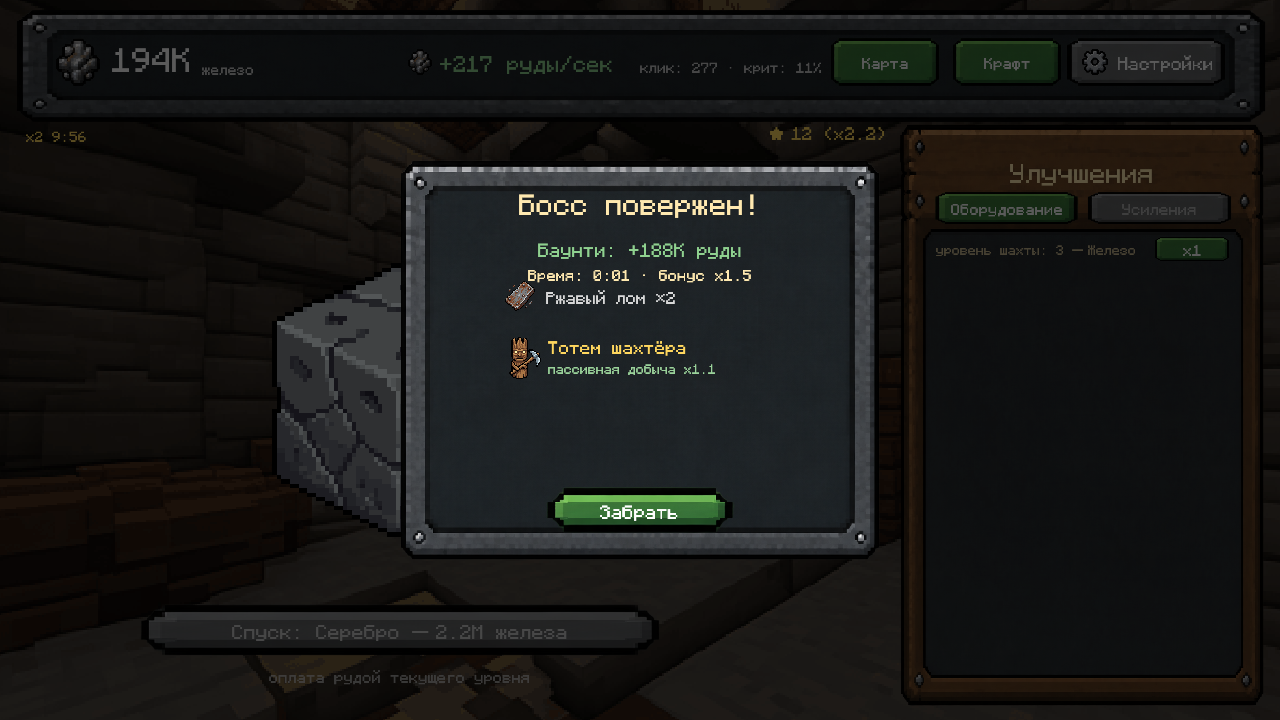 194K железо
+217 руды/сек
клик: 277 · крит: 11%
Карта
Крафт
Настройки
x2 9:56
12 (x2.2)
Босс повержен!
Баунти: +188K руды
Время: 0:01 · бонус x1.5
Ржавый лом x2
Тотем шахтёра
пассивная добыча x1.1
Забрать
Улучшения
Оборудование
Усиления
уровень шахты: 3 — Железо
x1
Спуск: Серебро — 2.2M железа
оплата рудой текущего уровня